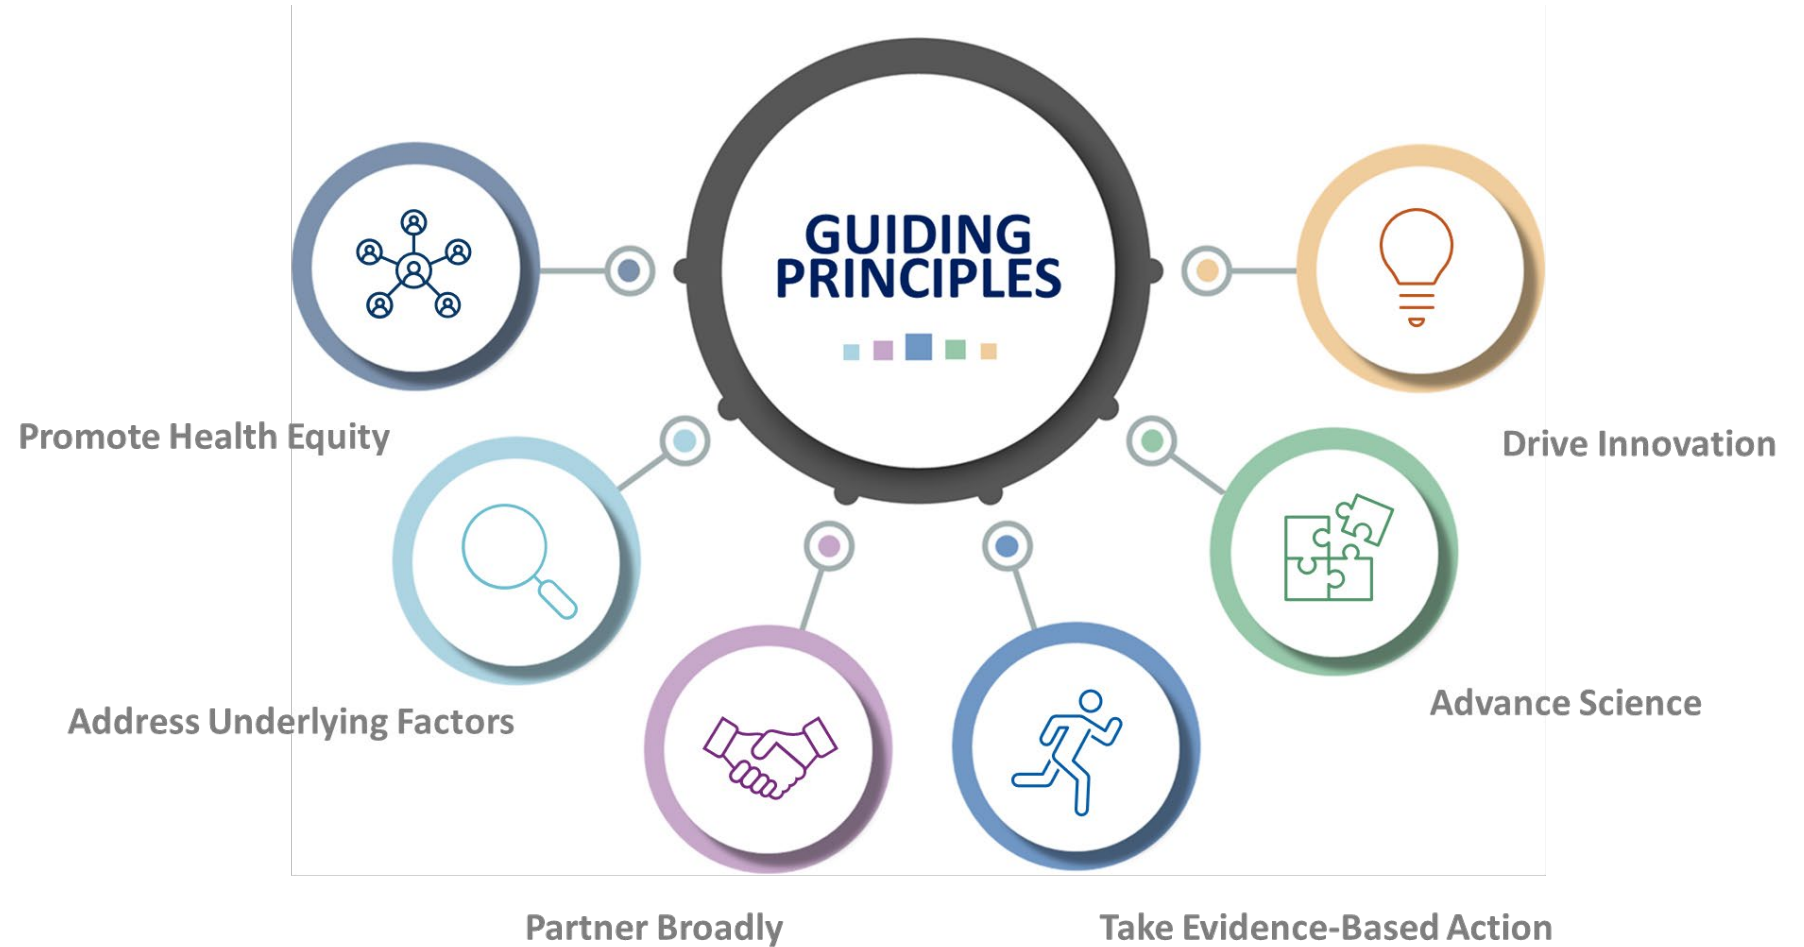 GUIDING
PRINCIPLES
Promote Health Equity
Address Underlying Factors
Partner Broadly
Take Evidence-Based Action
Advance Science
Drive Innovation